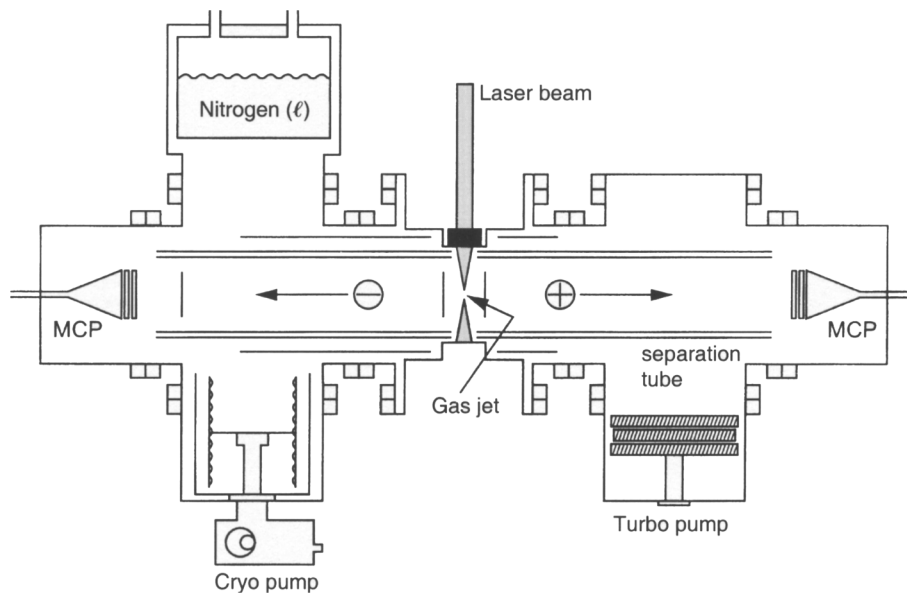 Nitrogen (ℓ)
Laser beam
⊖
⊕
MCP
MCP
separation
tube
Gas jet
Turbo pump
Cryo pump